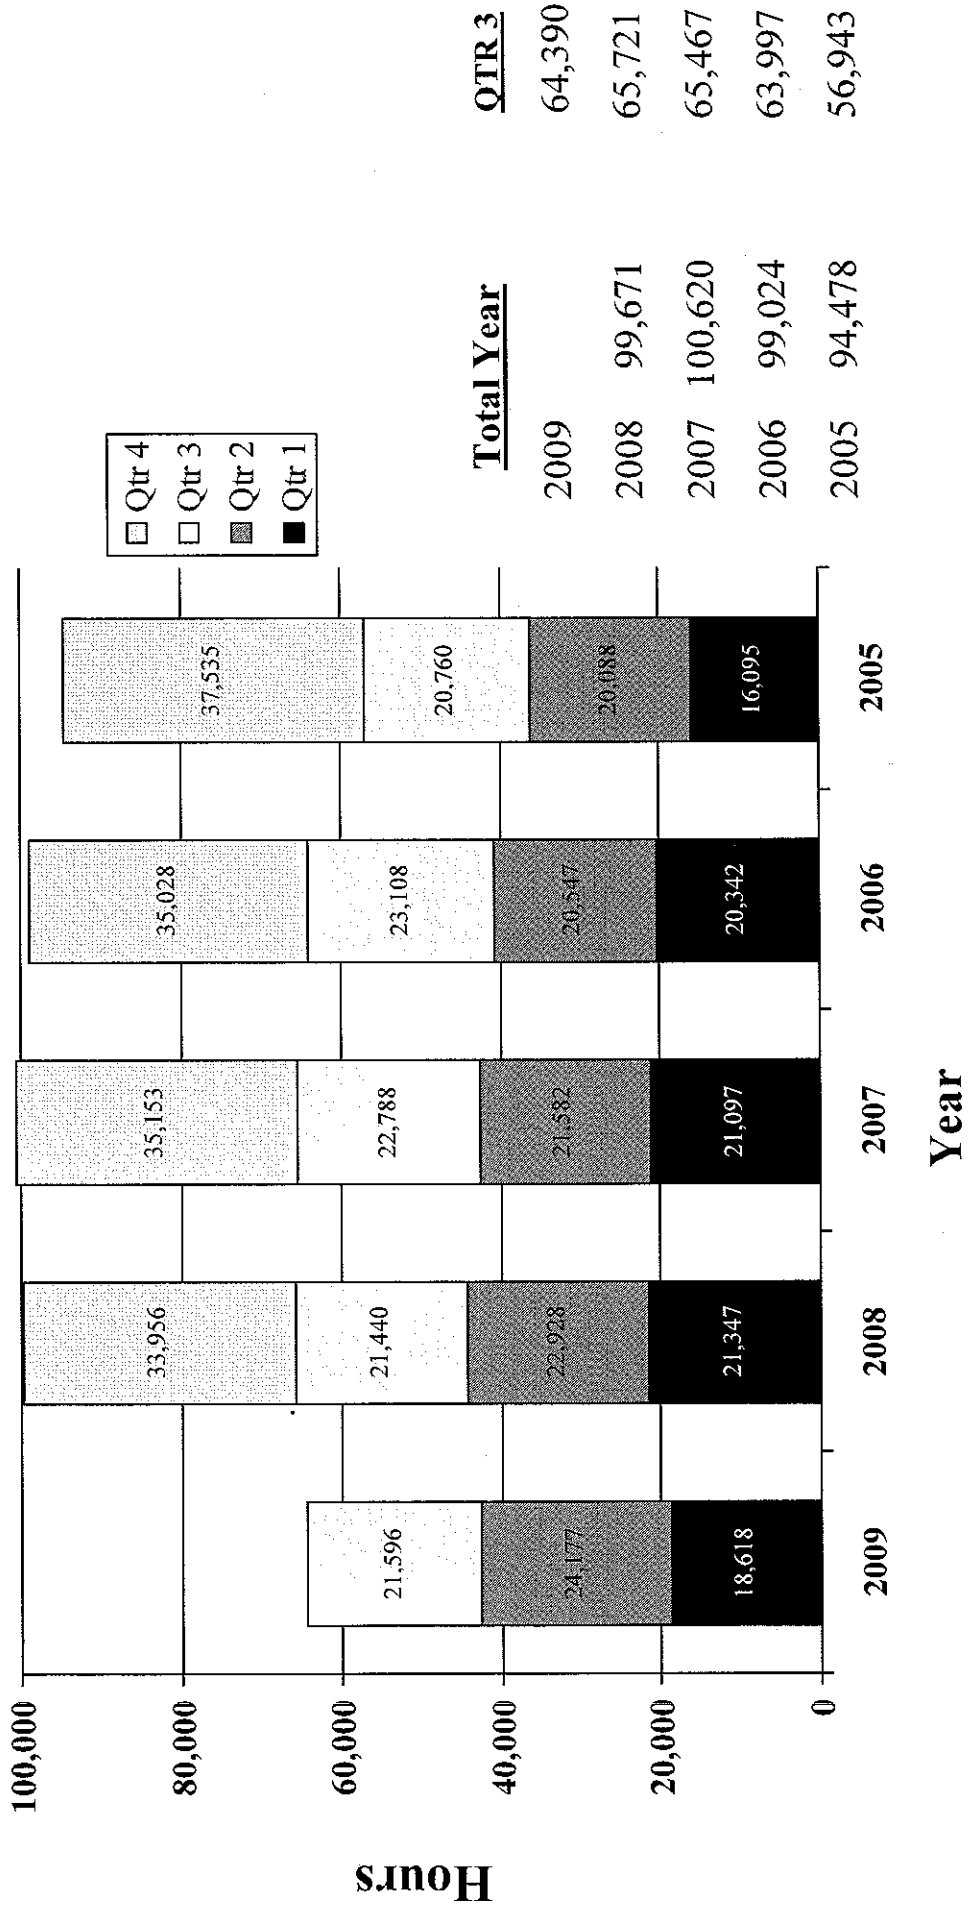 Hours
100,000
80,000
60,000
40,000
20,000
0
21,596
24,177
18,618
33,956
21,440
22,928
21,347
35,153
22,788
21,582
21,097
35,028
23,108
20,547
20,342
37,535
20,760
20,088
16,095
2009
2008
2007
2006
2005
Year
Qtr 4
Qtr 3
Qtr 2
Qtr 1
Total Year QTR 3
2009 64,390
2008 99,671 65,721
2007 100,620 65,467
2006 99,024 63,997
2005 94,478 56,943